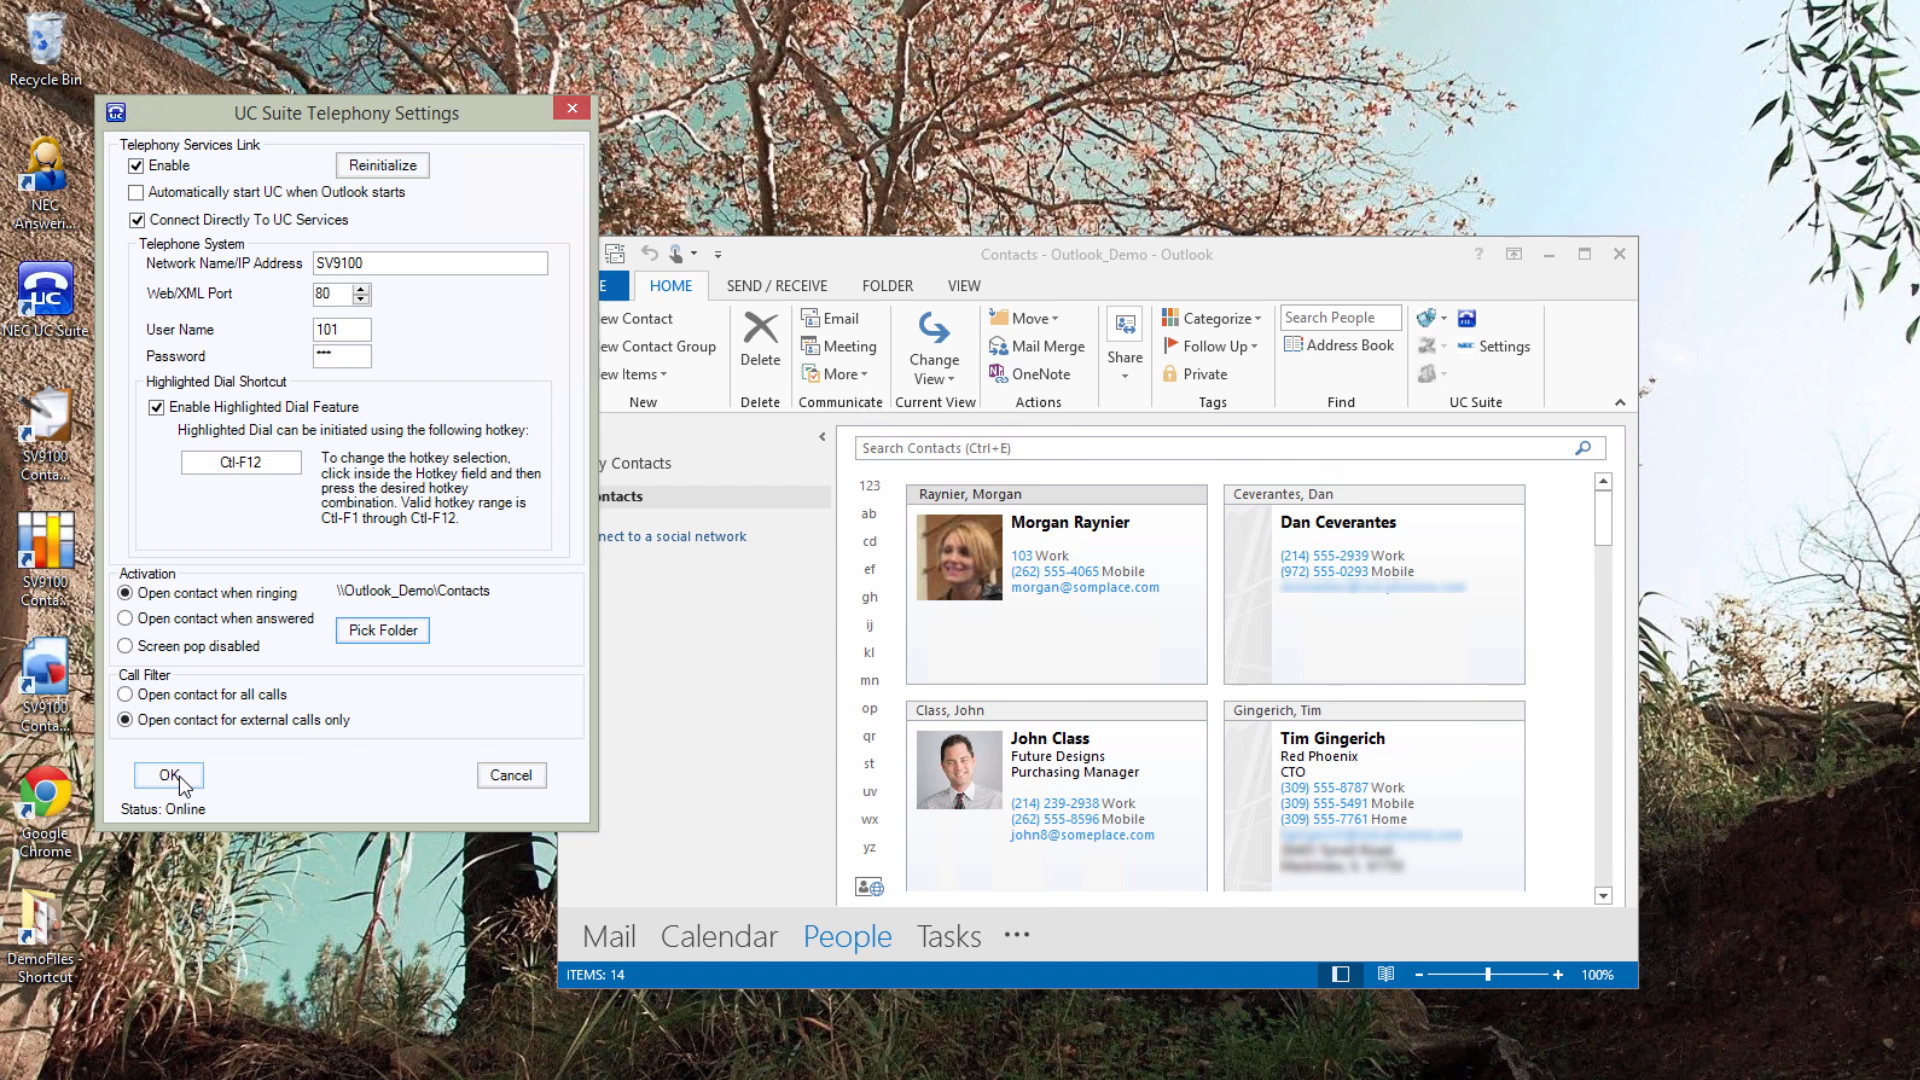 Recycle Bin
NEC
Answeri...
NEC UC Suite
SV9100
Conta...
SV9100
Conta...
SV9100
Conta...
Google
Chrome
DemoFiles -
Shortcut
UC Suite Telephony Settings
Telephony Services Link
Enable
Reinitialize
Automatically start UC when Outlook starts
Connect Directly To UC Services
Telephone System
Network Name/IP Address SV9100
Web/XML Port 80
User Name 101
Password ***
Highlighted Dial Shortcut
Enable Highlighted Dial Feature
Highlighted Dial can be initiated using the following hotkey:
Ctl-F12
To change the hotkey selection,
click inside the Hotkey field and then
press the desired hotkey
combination. Valid hotkey range is
Ctl-F1 through Ctl-F12.
Activation
Open contact when ringing
\\Outlook_Demo\Contacts
Open contact when answered
Pick Folder
Screen pop disabled
Call Filter
Open contact for all calls
Open contact for external calls only
OK
Cancel
Status: Online
Contacts - Outlook_Demo - Outlook
E HOME SEND / RECEIVE FOLDER VIEW
ew Contact
ew Contact Group
ew Items
New
Delete
Delete
Email
Meeting
More
Communicate
Change
View
Current View
Move
Mail Merge
OneNote
Actions
Share
Categorize
Follow Up
Private
Tags
Search People
Address Book
Find
Settings
UC Suite
y Contacts
ontacts
nect to a social network
Search Contacts (Ctrl+E)
123
ab
cd
ef
gh
ij
kl
mn
op
qr
st
uv
wx
yz
Raynier, Morgan
Morgan Raynier
103 Work
(262) 555-4065 Mobile
morgan@somplace.com
Ceverantes, Dan
Dan Ceverantes
(214) 555-2939 Work
(972) 555-0293 Mobile
Class, John
John Class
Future Designs
Purchasing Manager
(214) 239-2938 Work
(262) 555-8596 Mobile
john8@someplace.com
Gingerich, Tim
Tim Gingerich
Red Phoenix
CTO
(309) 555-8787 Work
(309) 555-5491 Mobile
(309) 555-7761 Home
Mail Calendar People Tasks ...
ITEMS: 14
100%